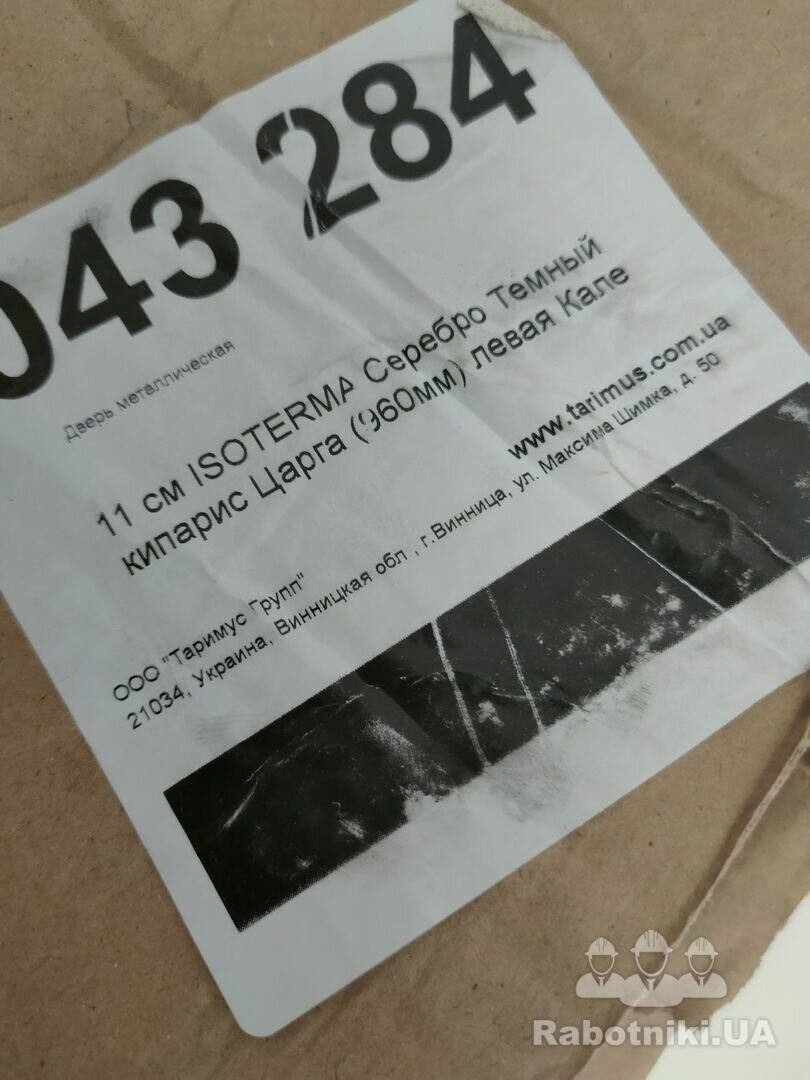 043 284
Дверь металлическая
11 см ISOTERMA Серебро Темный
кипарис Царга (960мм) левая Кале
www.tarimus.com.ua
ООО "Таримус Групп"
21034, Украина, Винницкая обл , г.Винница, ул. Максима Шимка, д. 50
Rabotniki.UA